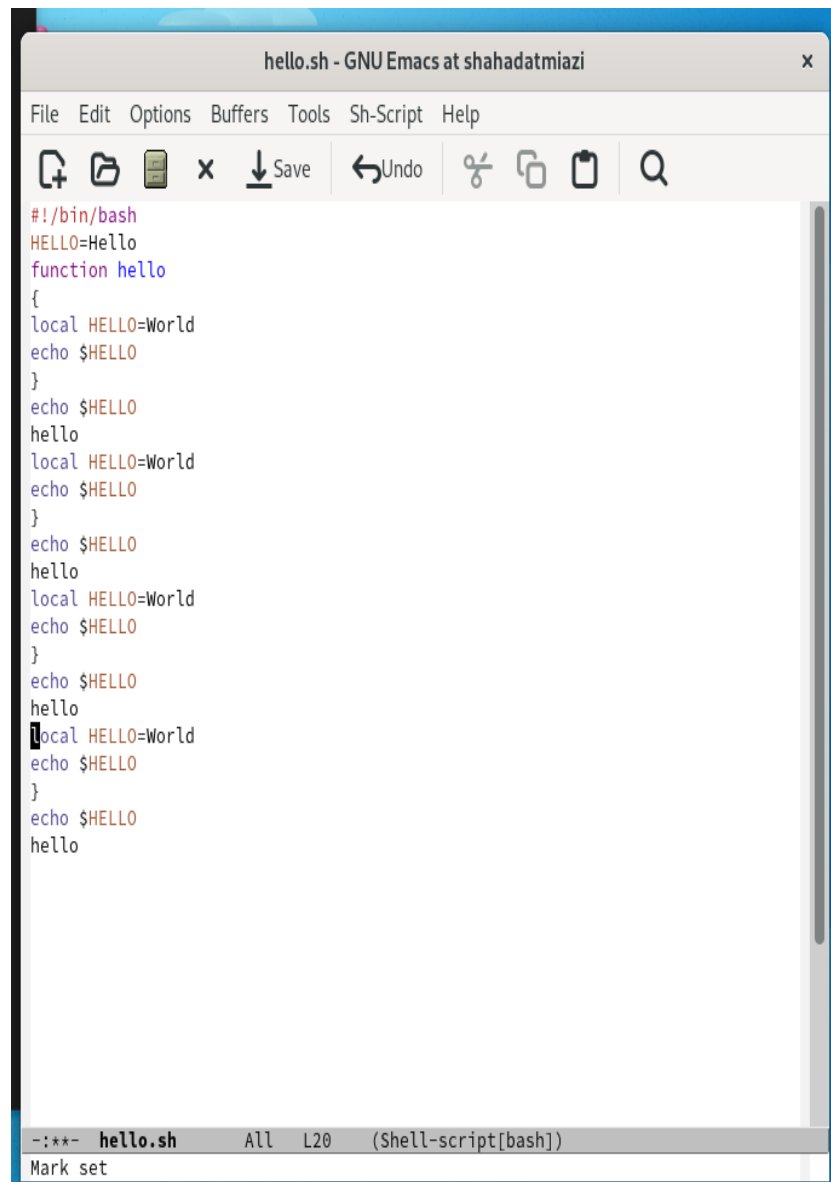 hello.sh - GNU Emacs at shahadatmiazi x
File Edit Options Buffers Tools Sh-Script Help
Save Undo
#!/bin/bash
HELLO=Hello
function hello
{
local HELLO=World
echo $HELLO
}
echo $HELLO
hello
local HELLO=World
echo $HELLO
}
echo $HELLO
hello
local HELLO=World
echo $HELLO
}
echo $HELLO
hello
local HELLO=World
echo $HELLO
}
echo $HELLO
hello
-:**- hello.sh All L20 (Shell-script[bash])
Mark set